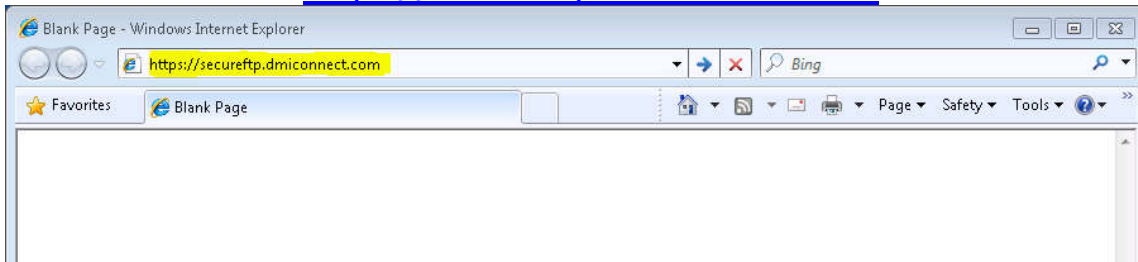 Blank Page - Windows Internet Explorer
https://secureftp.dmiconnect.com
Bing
Favorites
Blank Page
Page
Safety
Tools